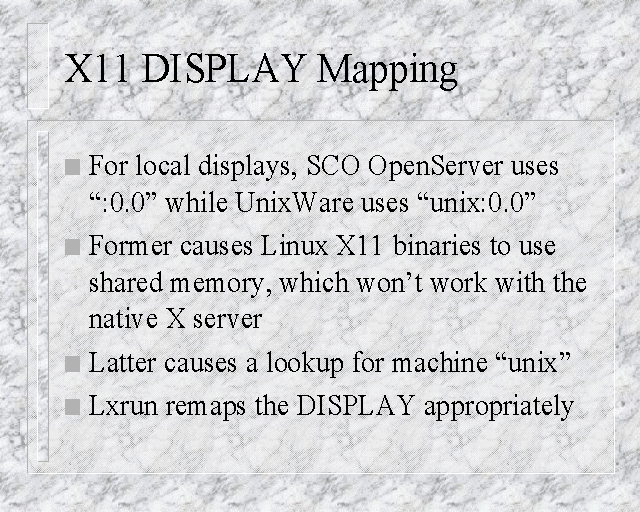 X11 DISPLAY Mapping
For local displays, SCO OpenServer uses
“:0.0” while UnixWare uses “unix:0.0”
Former causes Linux X11 binaries to use
shared memory, which won’t work with the
native X server
Latter causes a lookup for machine “unix”
Lxrun remaps the DISPLAY appropriately